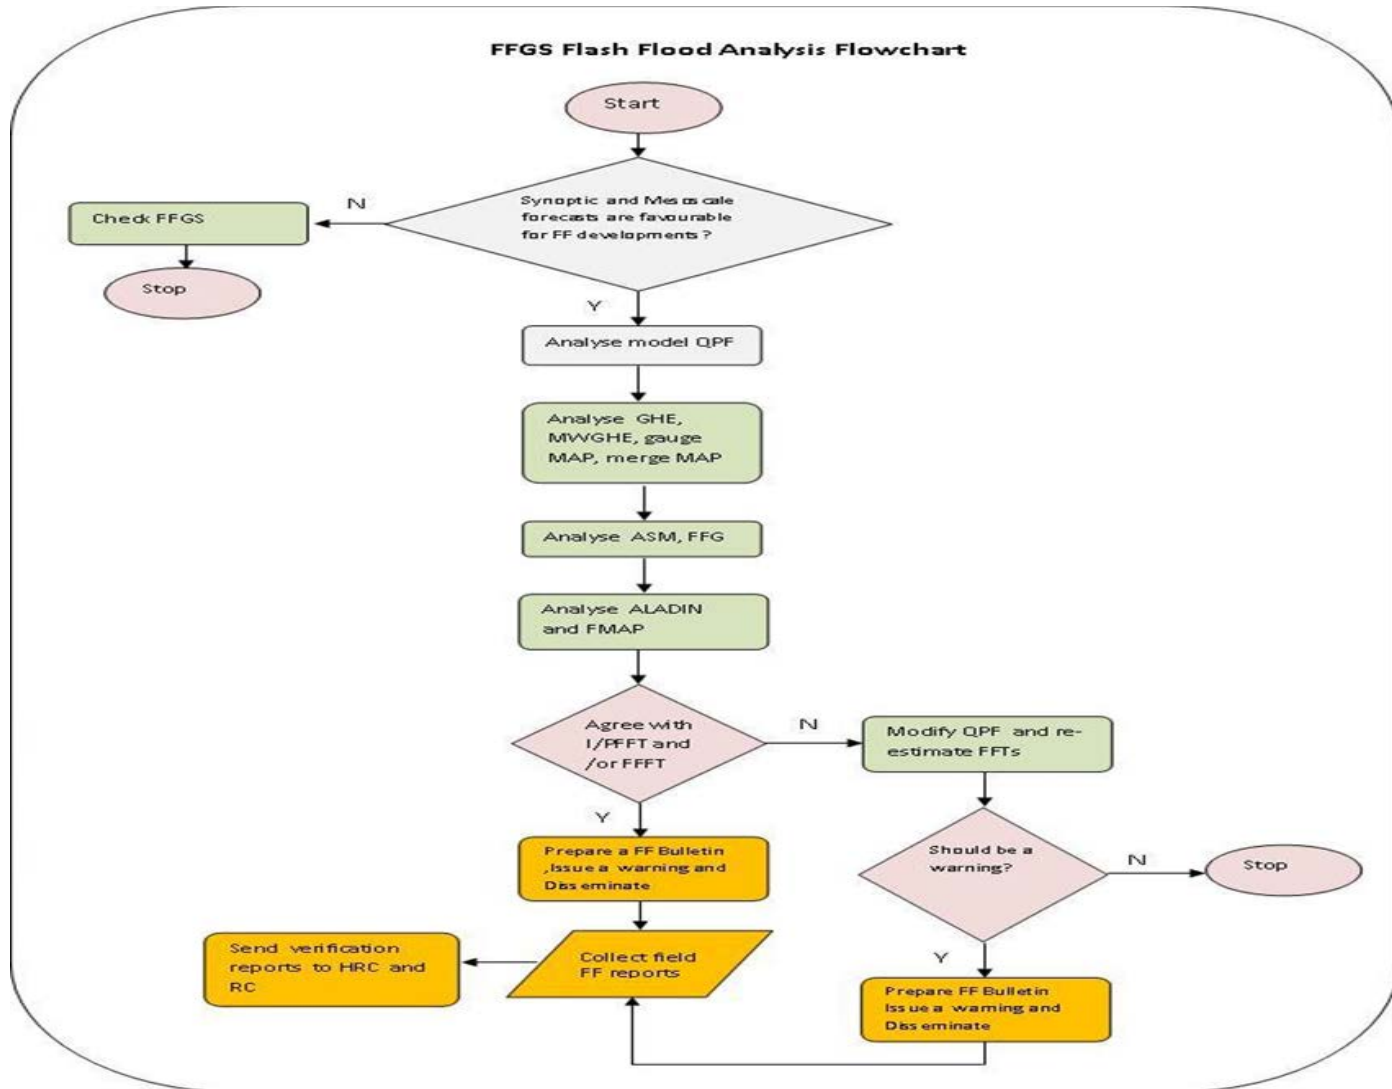 FFGS Flash Flood Analysis Flowchart
Start
Synoptic and Mesoscale
forecasts are favourable
for FF developments?
N
Check FFGS
Stop
Y
Analyse model QPF
Analyse GHE,
MWGHE, gauge
MAP, merge MAP
Analyse ASM, FFG
Analyse ALADIN
and FMAP
Agree with
I/PFFT and
/or FFFT
N
Modify QPF and re-
estimate FFTs
Y
Prepare a FF Bulletin
,Issue a warning and
Disseminate
Should be a
warning?
N
Stop
Send verification
reports to HRC and
RC
Collect field
FF reports
Y
Prepare FF Bulletin
Issue a warning and
Disseminate